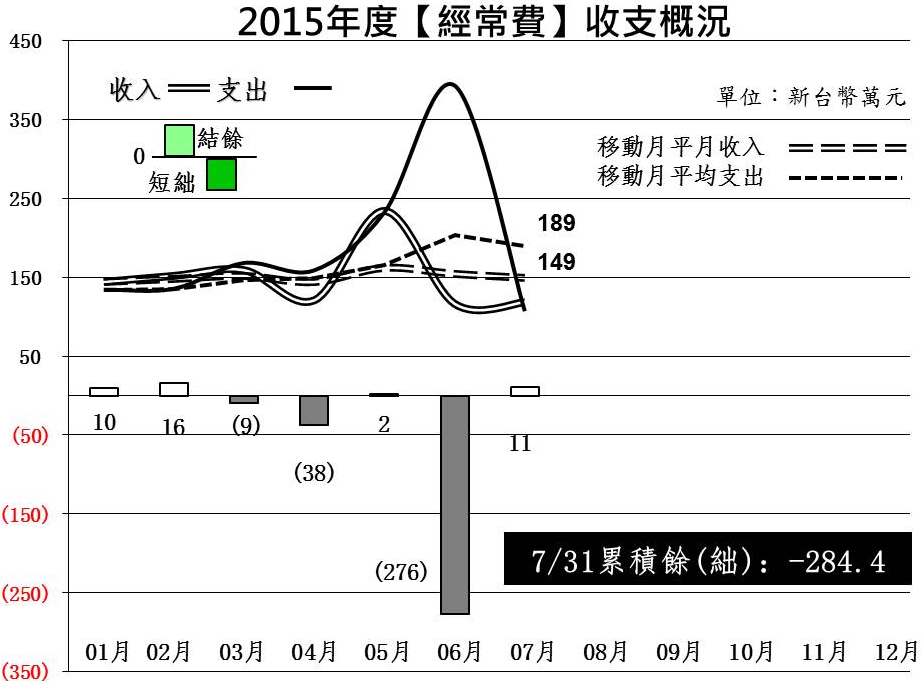 2015年度【經常費】收支概況
450
收入 支出
單位：新台幣萬元
350
結餘
0
短絀
移動月平月收入
移動月平均支出
250
189
149
150
50
10
16
(9)
(38)
2
(276)
11
(50)
(150)
7/31累積餘(絀)：-284.4
(250)
01月 02月 03月 04月 05月 06月 07月 08月 09月 10月 11月 12月
(350)